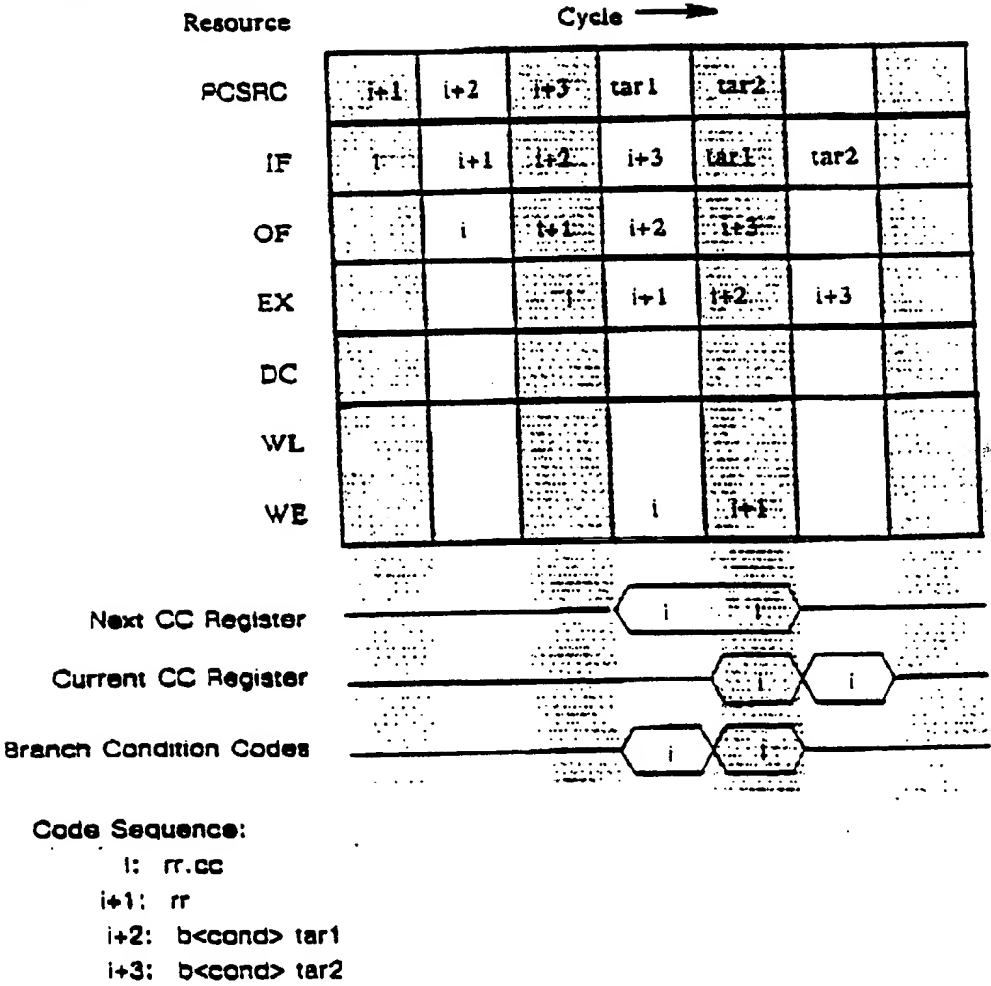 Resource Cycle
PCSRC i+1 i+2 i+3 tar1 tar2
IF i i+1 i+2 i+3 tar1 tar2
OF i i+1 i+2 i+3
EX i i+1 i+2 i+3
DC
WL
WE i i+1
Next CC Register i i
Current CC Register i i
Branch Condition Codes i i
Code Sequence:
i: rr.cc
i+1: rr
i+2: b<cond> tar1
i+3: b<cond> tar2